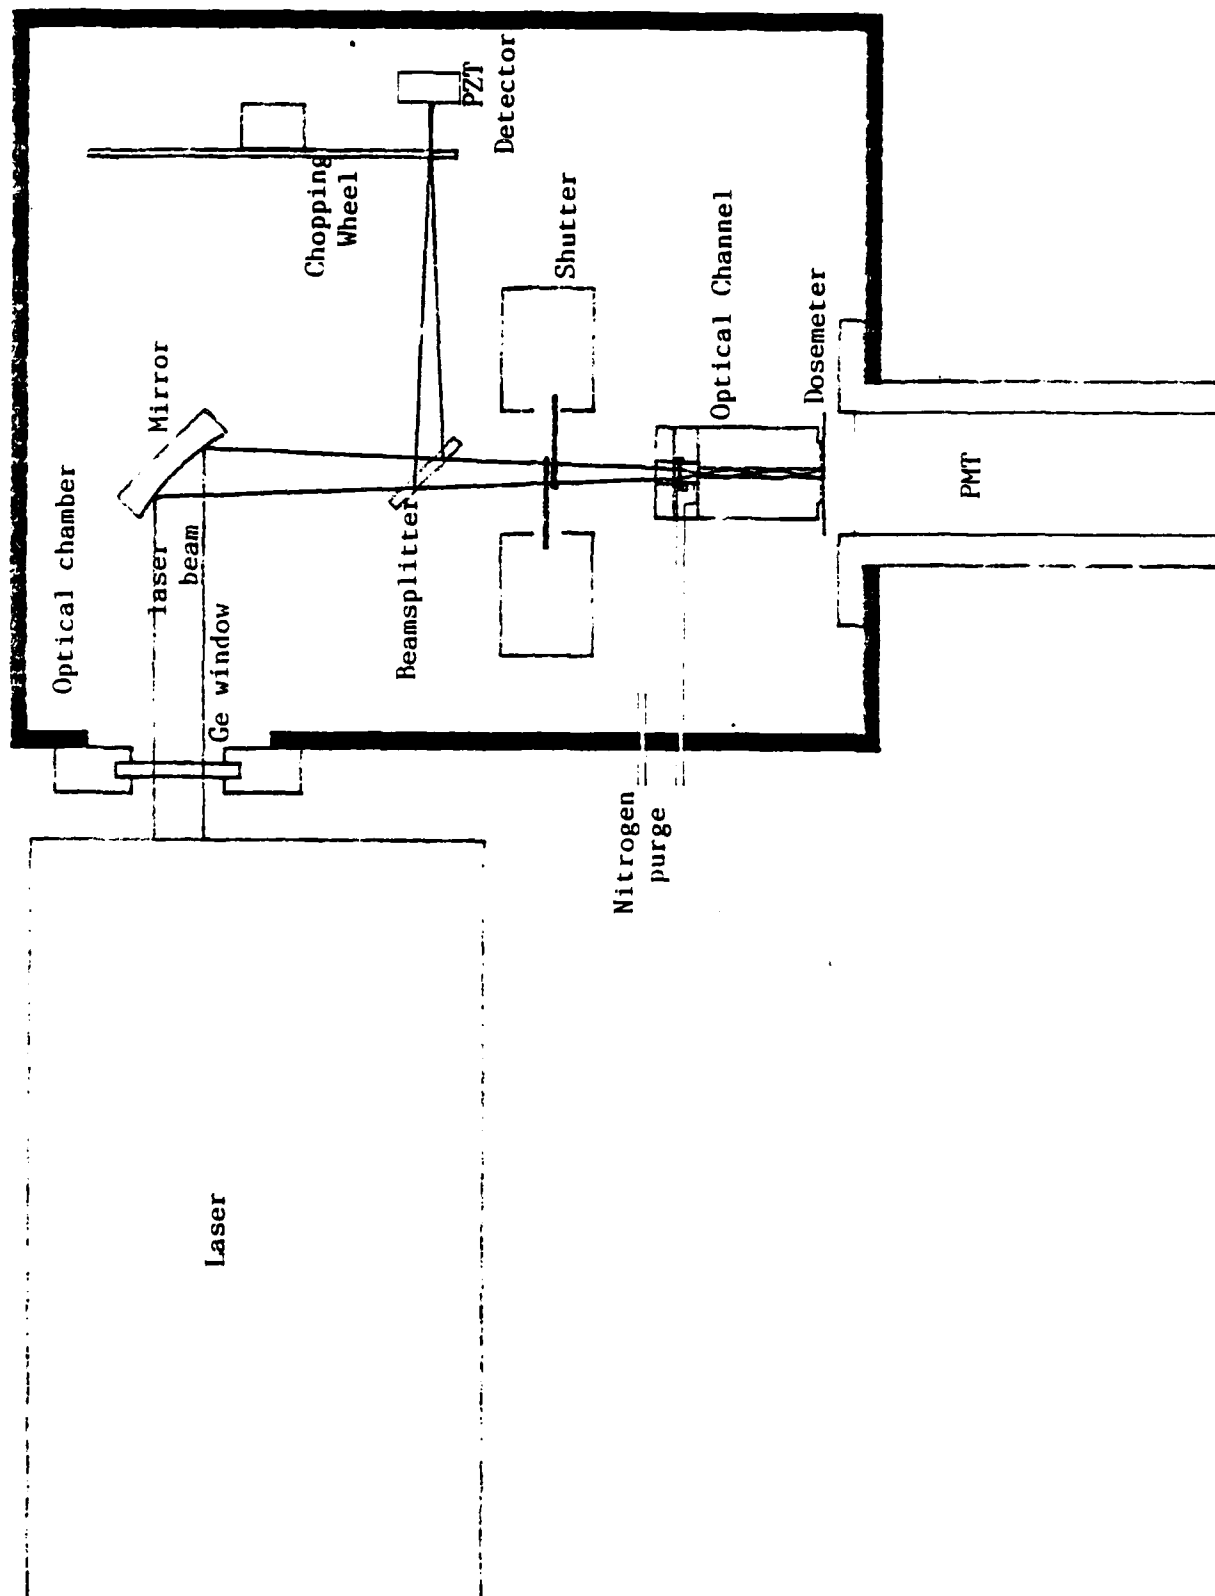 Optical chamber
Mirror
laser
beam
Ge window
Chopping
Wheel
PZT
Detector
Beamsplitter
Shutter
Optical Channel
Dosemeter
Nitrogen
purge
PMT
Laser